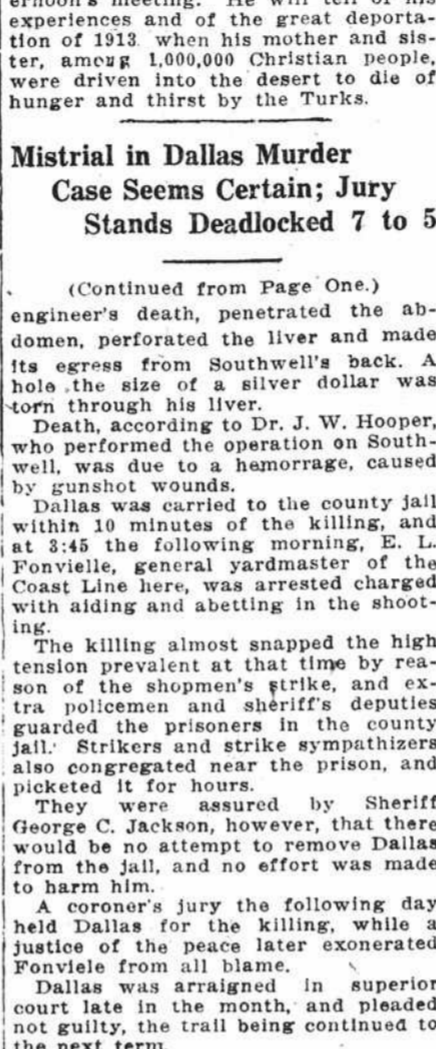 ernoon's meeting. He will tell of his
experiences and of the great deporta-
tion of 1913 when his mother and sis-
ter, among 1,000,000 Christian people,
were driven into the desert to die of
hunger and thirst by the Turks.
Mistrial in Dallas Murder
Case Seems Certain; Jury
Stands Deadlocked 7 to 5
(Continued from Page One.)
engineer's death, penetrated the ab-
domen, perforated the liver and made
its egress from Southwell's back. A
hole the size of a silver dollar was
torn through his liver.
Death, according to Dr. J. W. Hooper,
who performed the operation on South-
well, was due to a hemorrage, caused
by gunshot wounds.
Dallas was carried to the county jail
within 10 minutes of the killing, and
at 3:45 the following morning, E. L.
Fonvielle, general yardmaster of the
Coast Line here, was arrested charged
with aiding and abetting in the shoot-
ing.
The killing almost snapped the high
tension prevalent at that time by rea-
son of the shopmen's strike, and ex-
tra policemen and sheriff's deputies
guarded the prisoners in the county
jail. Strikers and strike sympathizers
also congregated near the prison, and
picketed it for hours.
They were assured by Sheriff
George C. Jackson, however, that there
would be no attempt to remove Dallas
from the jail, and no effort was made
to harm him.
A coroner's jury the following day
held Dallas for the killing, while a
justice of the peace later exonerated
Fonviele from all blame.
Dallas was arraigned in superior
court late in the month, and pleaded
not guilty, the trail being continued to
the next term.